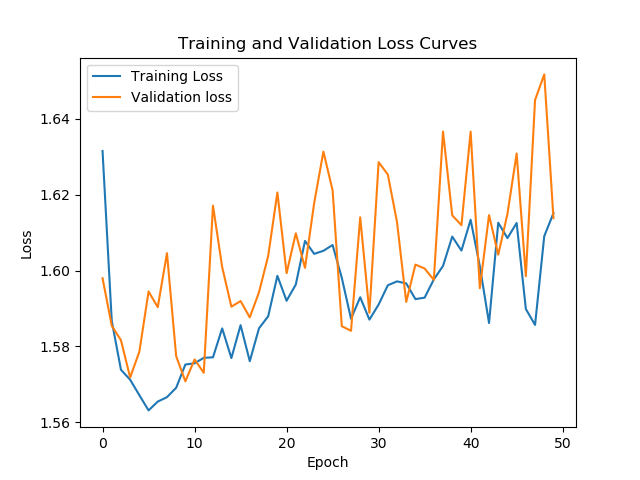 Training and Validation Loss Curves
Training Loss
Validation loss
1.64
1.62
1.60
1.58
1.56
Loss
0 10 20 30 40 50
Epoch